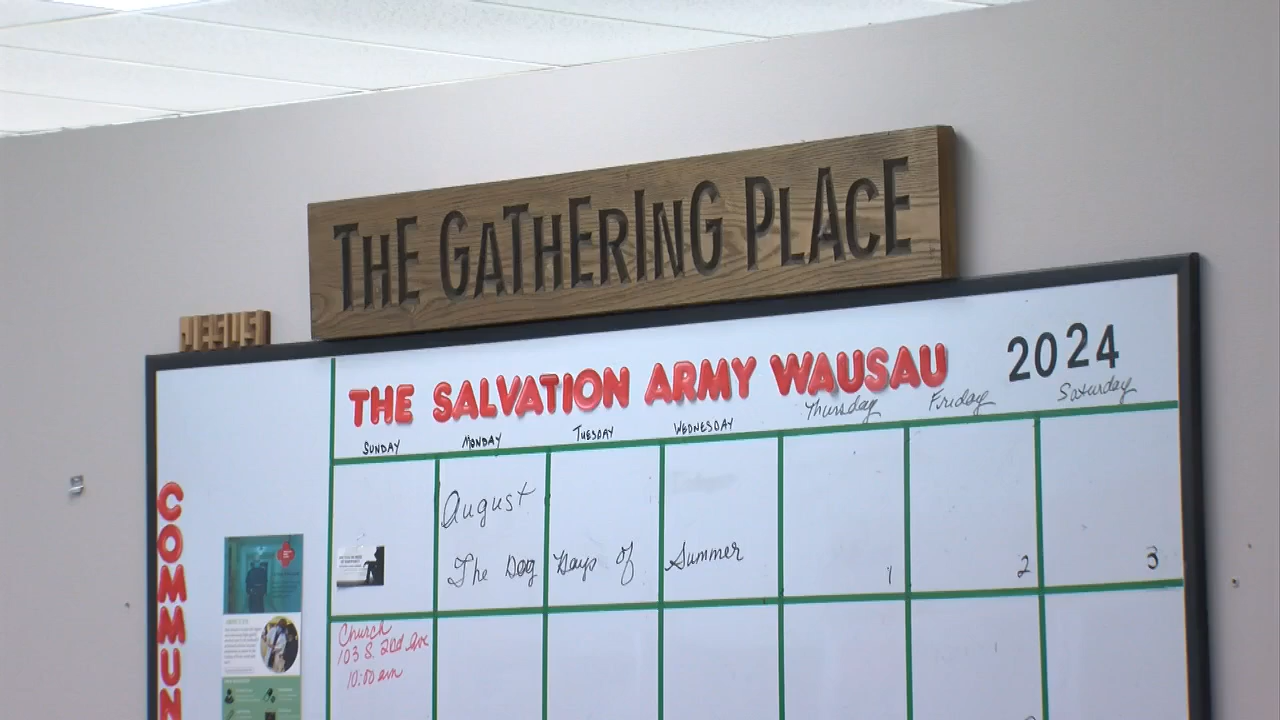 THE GATHERING PLACE
JESUS
THE SALVATION ARMY WAUSAU 2024
SUNDAY MONDAY TUESDAY WEDNESDAY Thursday Friday Saturday
August
The Dog Days of Summer
1 2 3
COMMUN
Church
103 S. 2nd ave
10:00 am